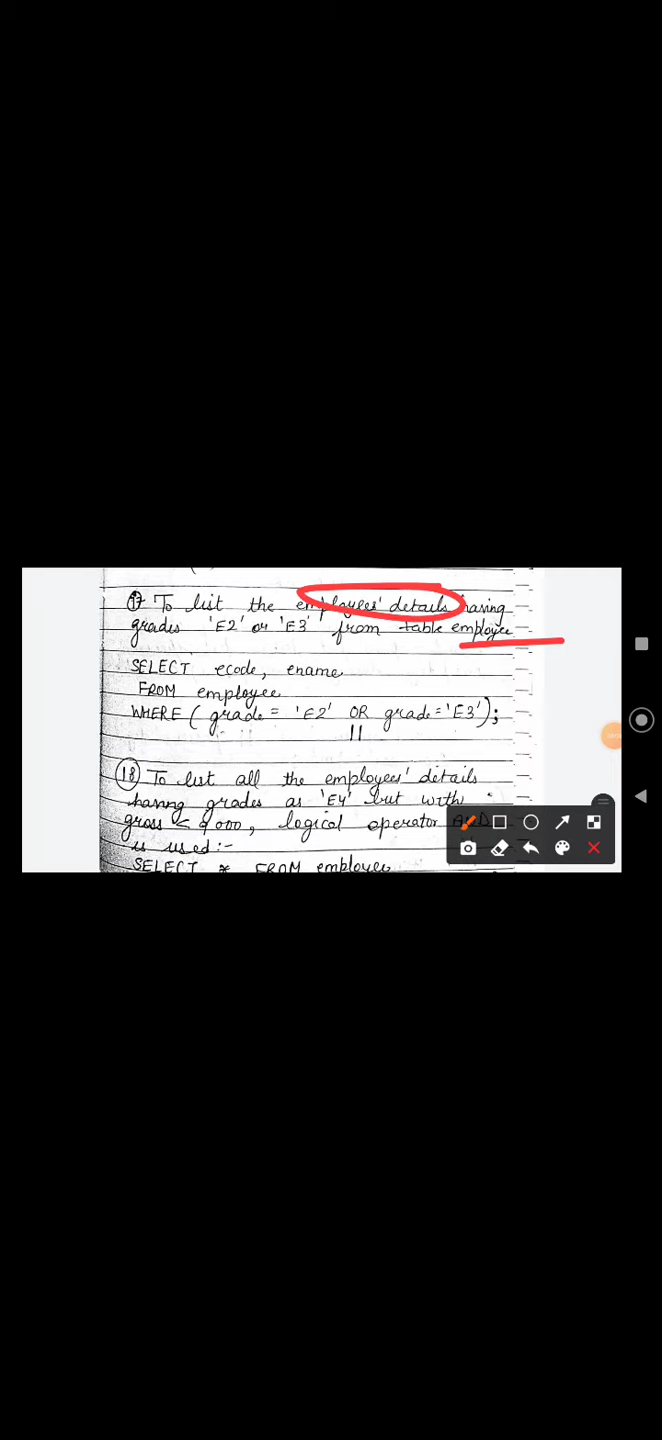 17 To list the employees' details having
grades 'E2' or 'E3' from table employee
SELECT ecode, ename
FROM employee
WHERE (grade = 'E2' OR grade = 'E3');
18 To list all the employees' details
having grades as 'E4' but with
gross < 9000, logical operator AND
is used :-
SELECT * FROM employee